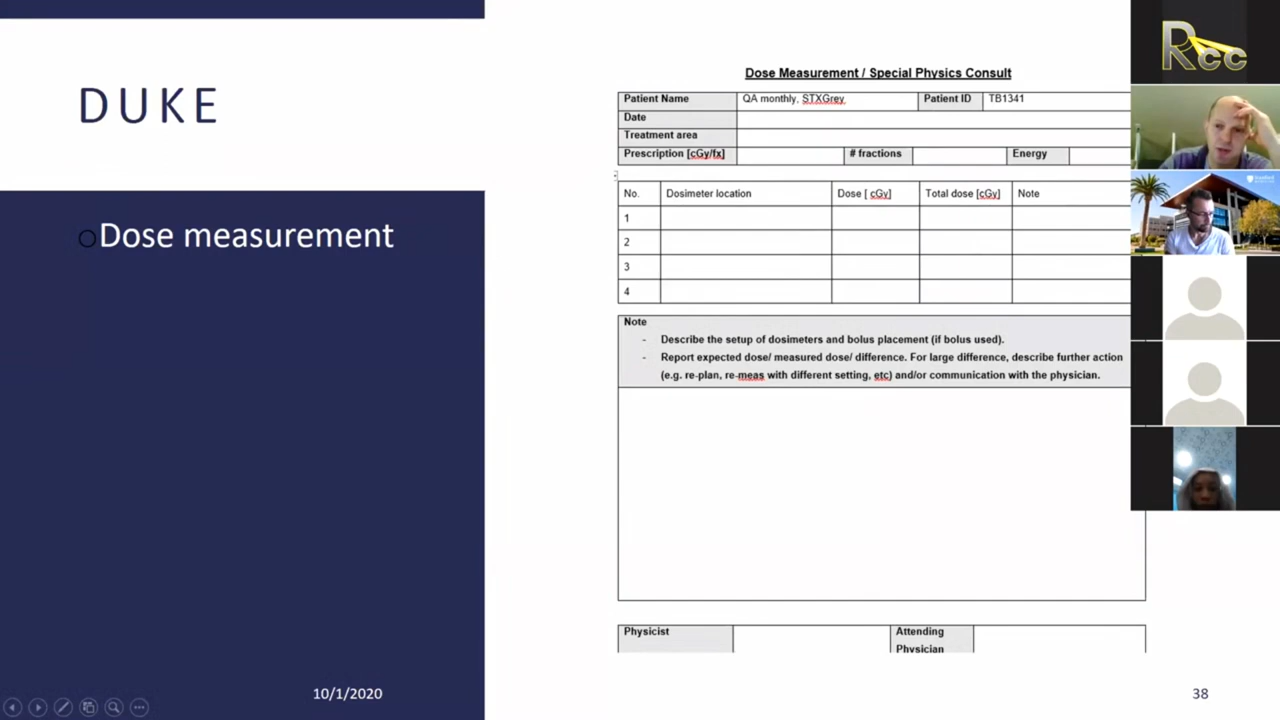 DUKE
Dose measurement
10/1/2020
Dose Measurement / Special Physics Consult
Patient Name QA monthly, STXGrey Patient ID TB1341
Date
Treatment area
Prescription [cGy/fx] # fractions Energy
No. Dosimeter location Dose [ cGy] Total dose [cGy] Note
1
2
3
4
Note
- Describe the setup of dosimeters and bolus placement (if bolus used).
- Report expected dose/ measured dose/ difference. For large difference, describe further action
(e.g. re-plan, re-meas with different setting, etc) and/or communication with the physician.
Physicist Attending
Physician
38
Rcc